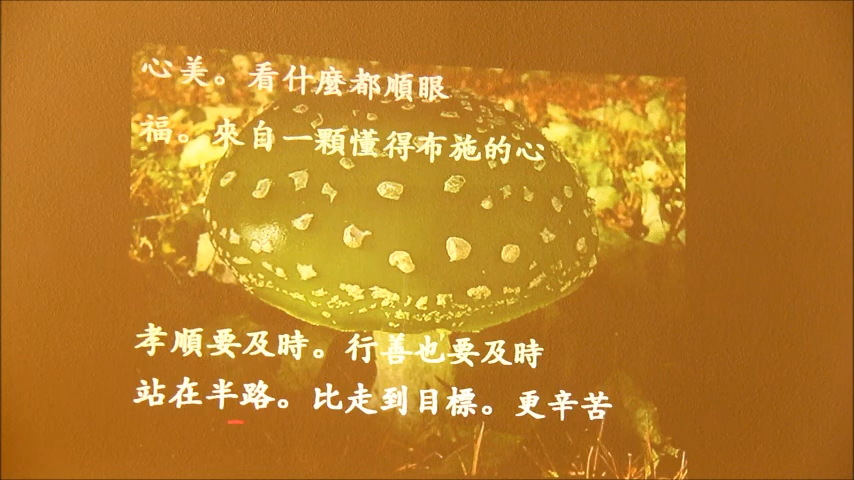 心美。看什麼都順眼
福。來自一顆懂得布施的心
孝順要及時。行善也要及時
站在半路。比走到目標。更辛苦